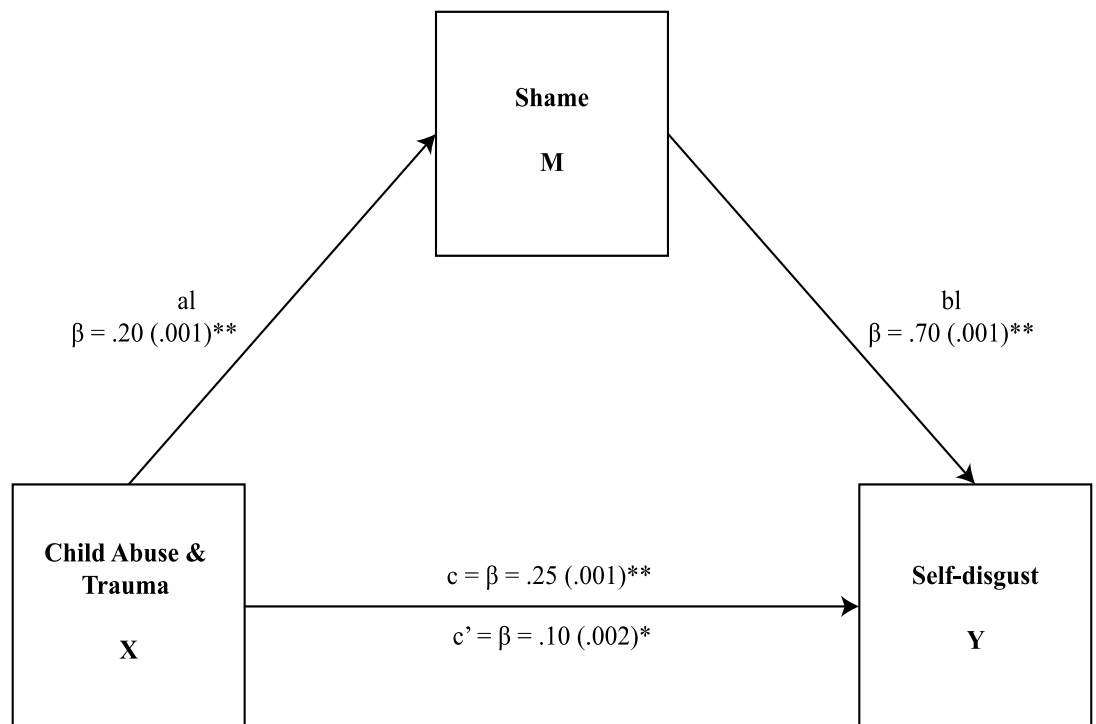 Shame
M
al
β = .20 (.001)**
bl
β = .70 (.001)**
Child Abuse &
Trauma
X
c = β = .25 (.001)**
c’ = β = .10 (.002)*
Self-disgust
Y